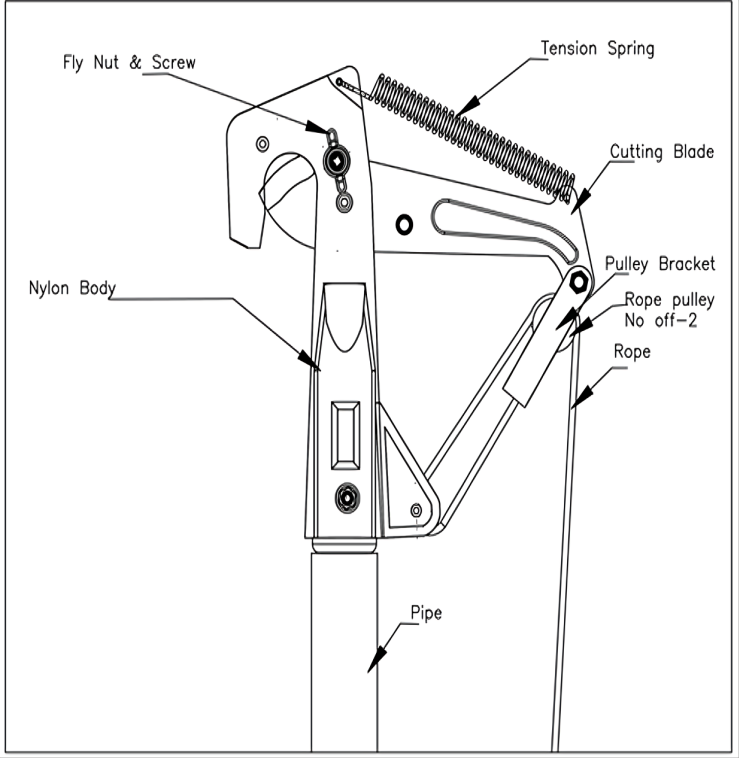 Tension Spring
Fly Nut & Screw
Cutting Blade
Pulley Bracket
Nylon Body
Rope pulley
No off-2
Rope
Pipe